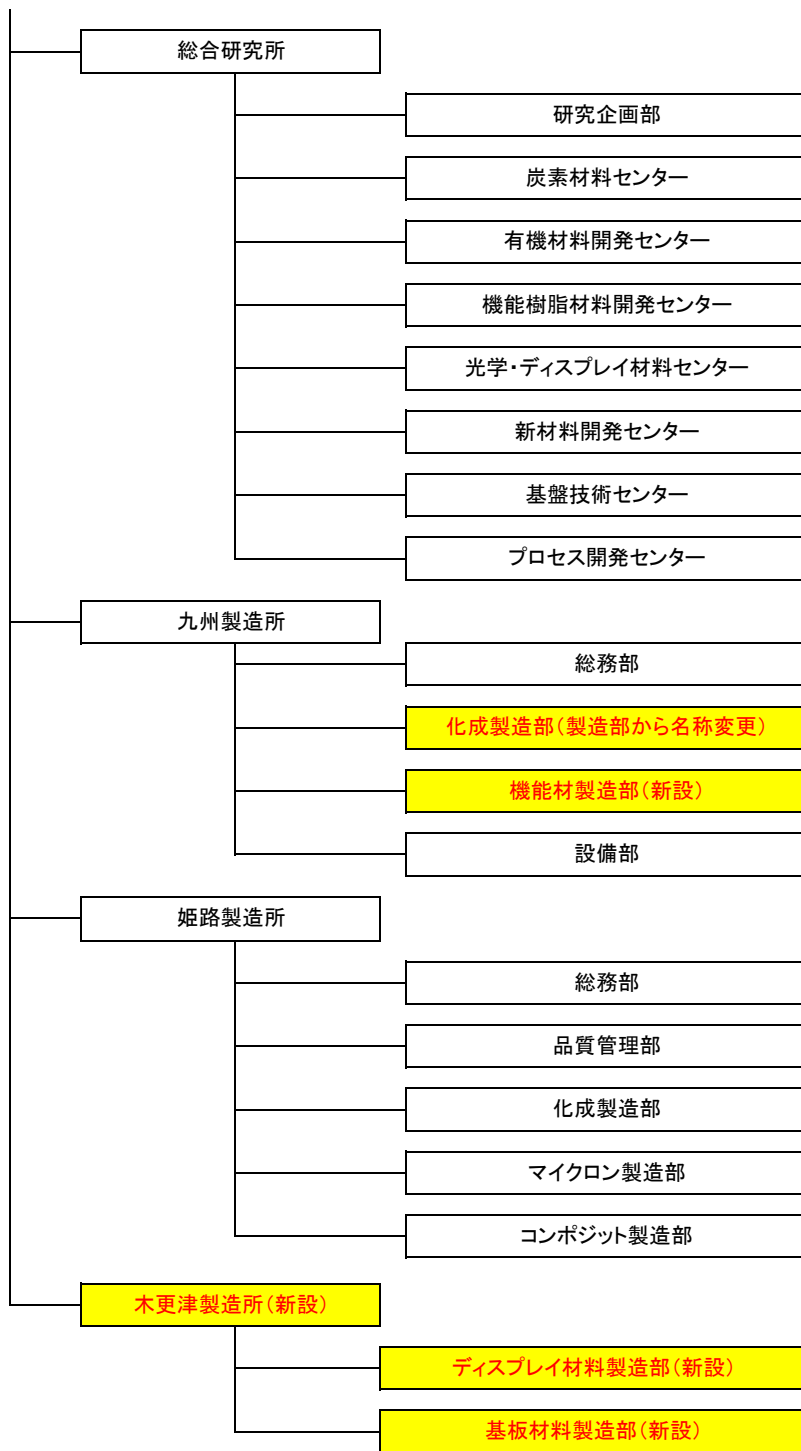 総合研究所
研究企画部
炭素材料センター
有機材料開発センター
機能樹脂材料開発センター
光学・ディスプレイ材料センター
新材料開発センター
基盤技術センター
プロセス開発センター
九州製造所
総務部
化成製造部(製造部から名称変更)
機能材製造部(新設)
設備部
姫路製造所
総務部
品質管理部
化成製造部
マイクロン製造部
コンポジット製造部
木更津製造所(新設)
ディスプレイ材料製造部(新設)
基板材料製造部(新設)